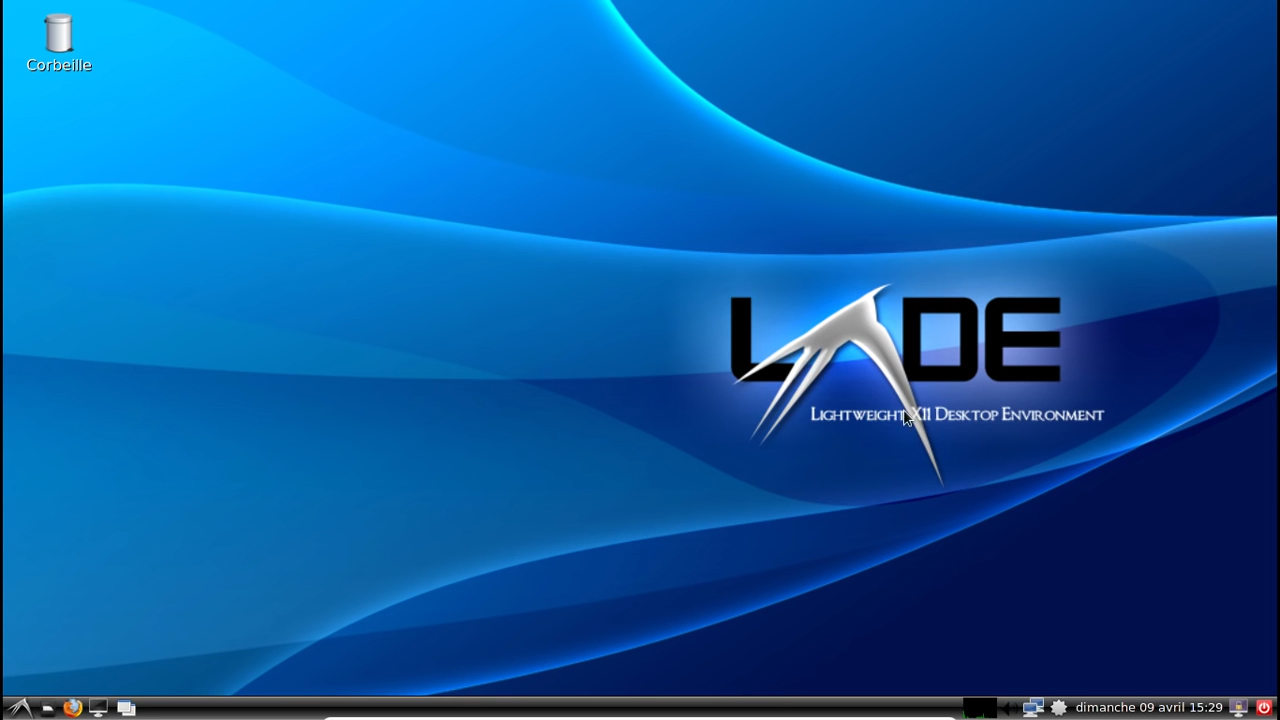 Corbeille
LXDE
Lightweight X11 Desktop Environment
dimanche 09 avril 15:29